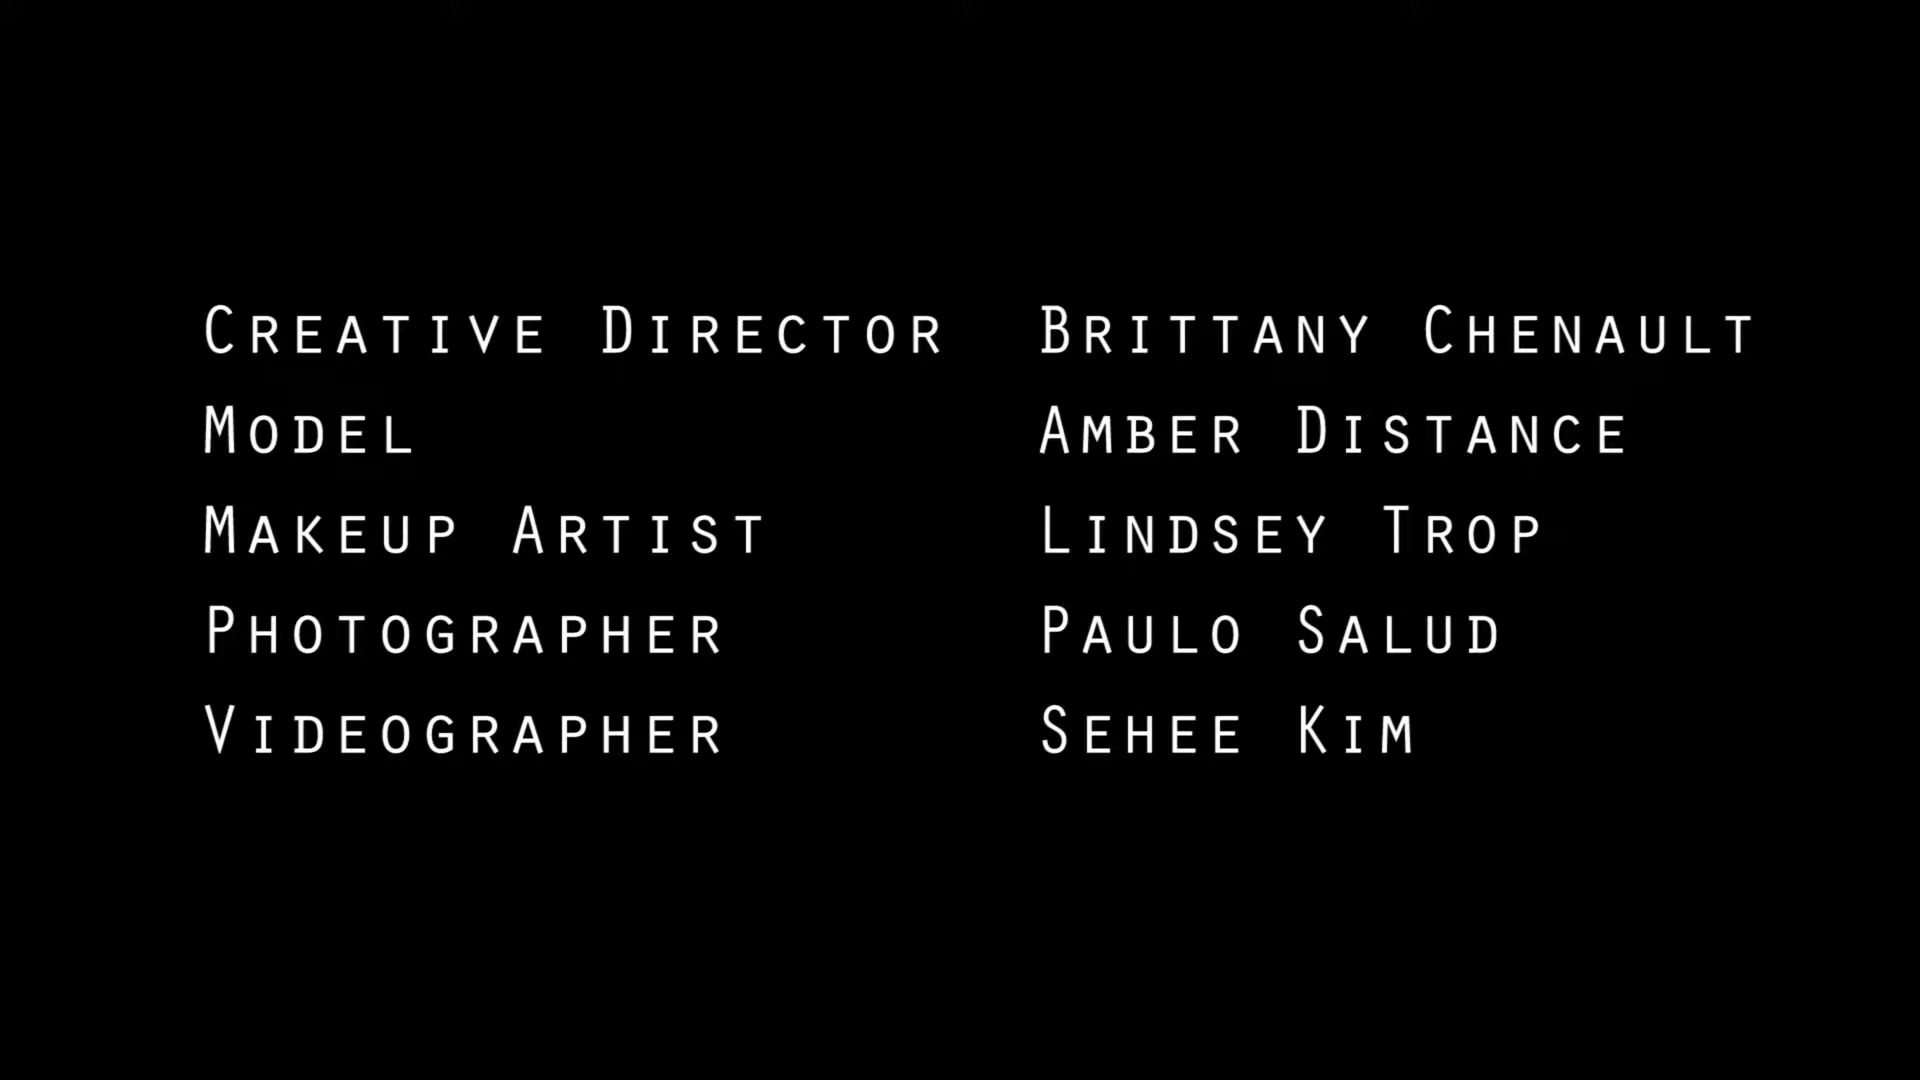 Creative Director Brittany Chenault
Model Amber Distance
Makeup Artist Lindsey Trop
Photographer Paulo Salud
Videographer Sehee Kim